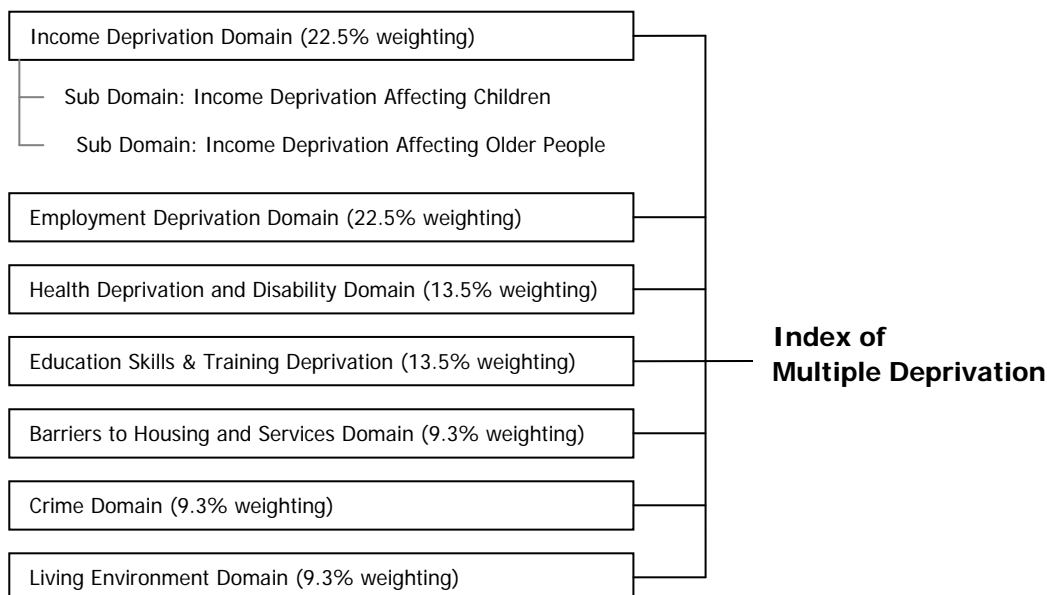 Income Deprivation Domain (22.5% weighting)
Sub Domain: Income Deprivation Affecting Children
Sub Domain: Income Deprivation Affecting Older People
Employment Deprivation Domain (22.5% weighting)
Health Deprivation and Disability Domain (13.5% weighting)
Education Skills & Training Deprivation (13.5% weighting)
Barriers to Housing and Services Domain (9.3% weighting)
Crime Domain (9.3% weighting)
Living Environment Domain (9.3% weighting)
Index of
Multiple Deprivation